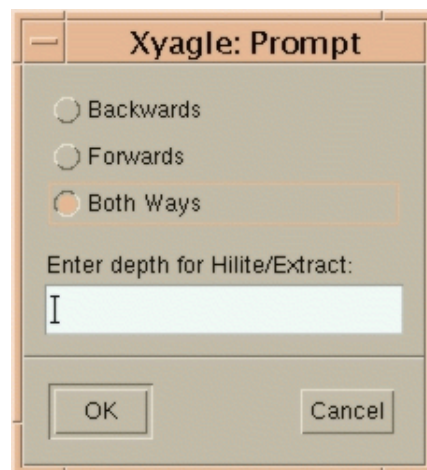 Xyagle: Prompt
Backwards
Forwards
Both Ways
Enter depth for Hilite/Extract:
OK
Cancel